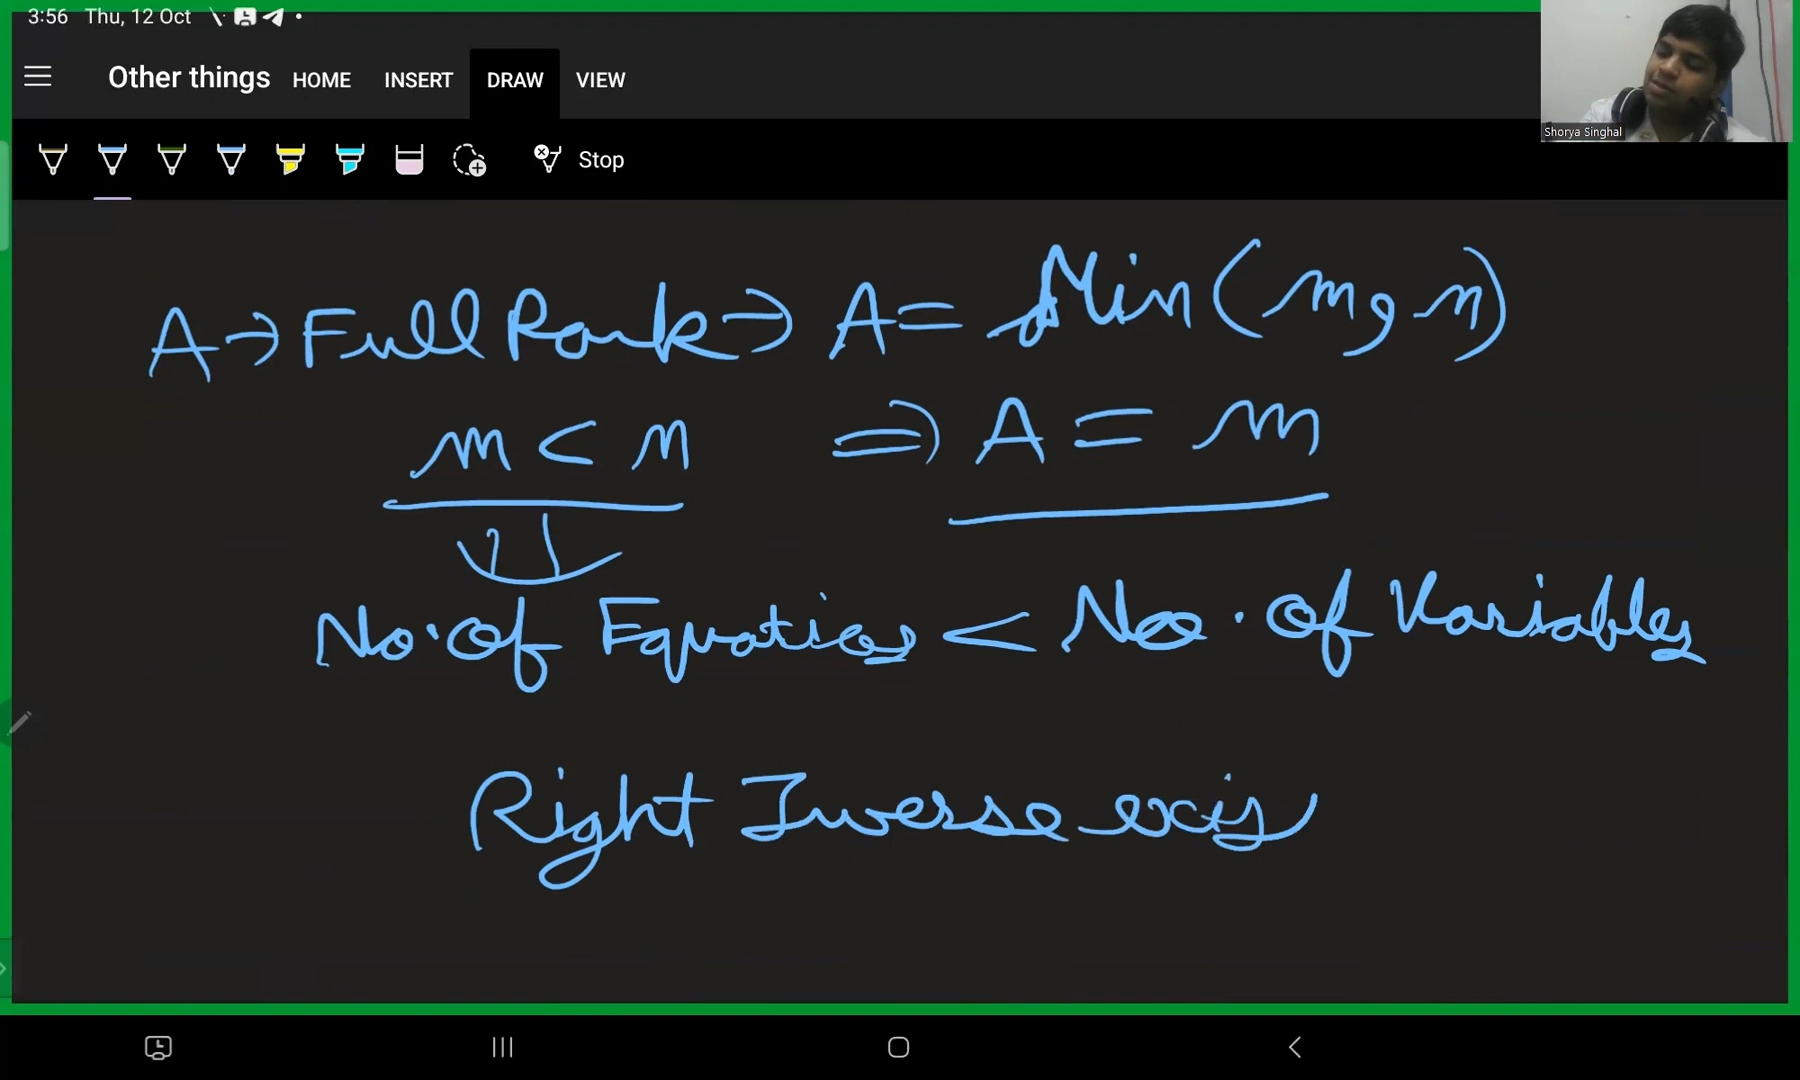 3:56 Thu, 12 Oct
Shorya Singhal
Other things HOME INSERT DRAW VIEW
Stop
A → Full Rank ⇒ A = Min(m, n)
m < n ⇒ A = m
No. of Equations < No. of Variables
Right Inverse exis